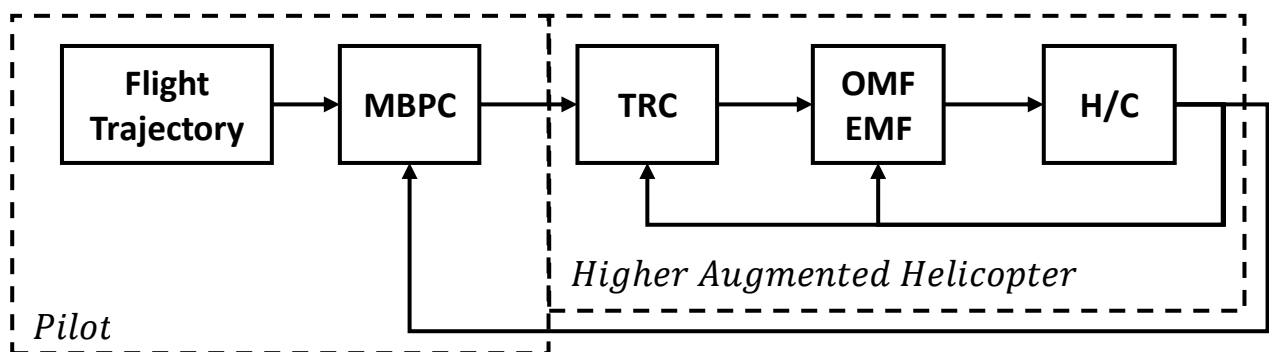 Flight
Trajectory
MBPC
TRC
OMF
EMF
H/C
Higher Augmented Helicopter
Pilot